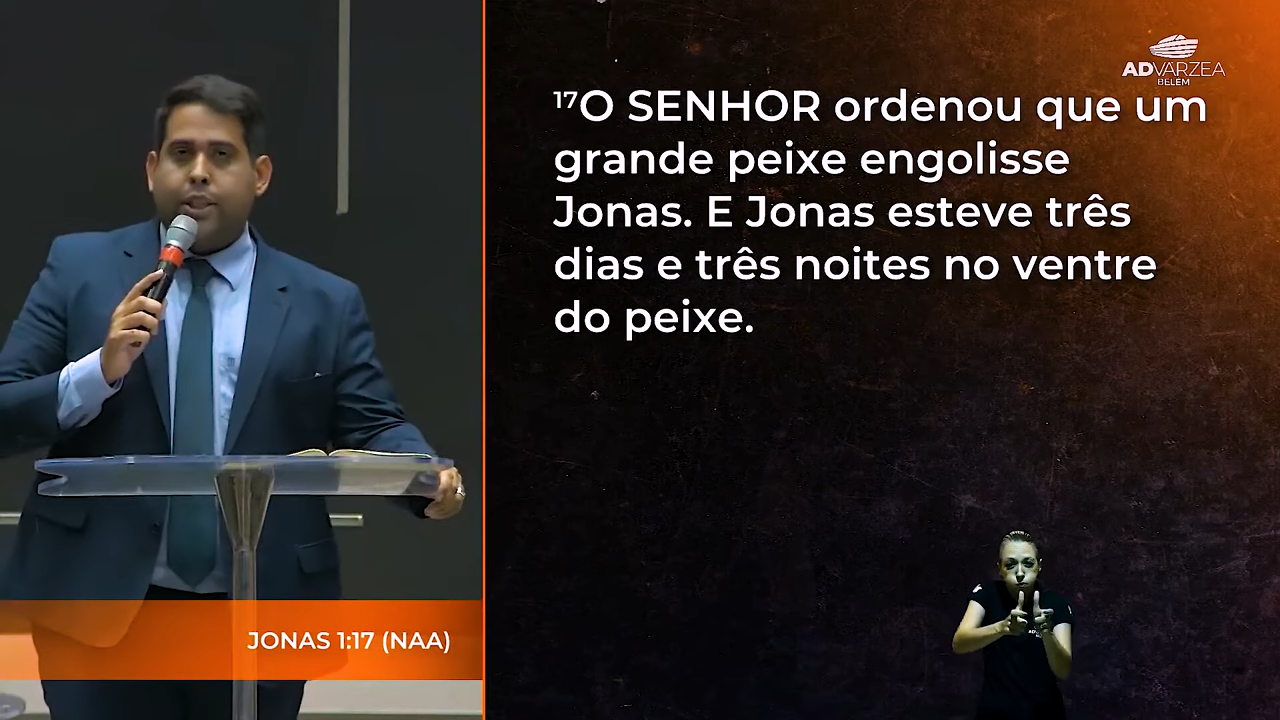 ADVARZEA
BELÉM
¹⁷O SENHOR ordenou que um
grande peixe engolisse
Jonas. E Jonas esteve três
dias e três noites no ventre
do peixe.
JONAS 1:17 (NAA)